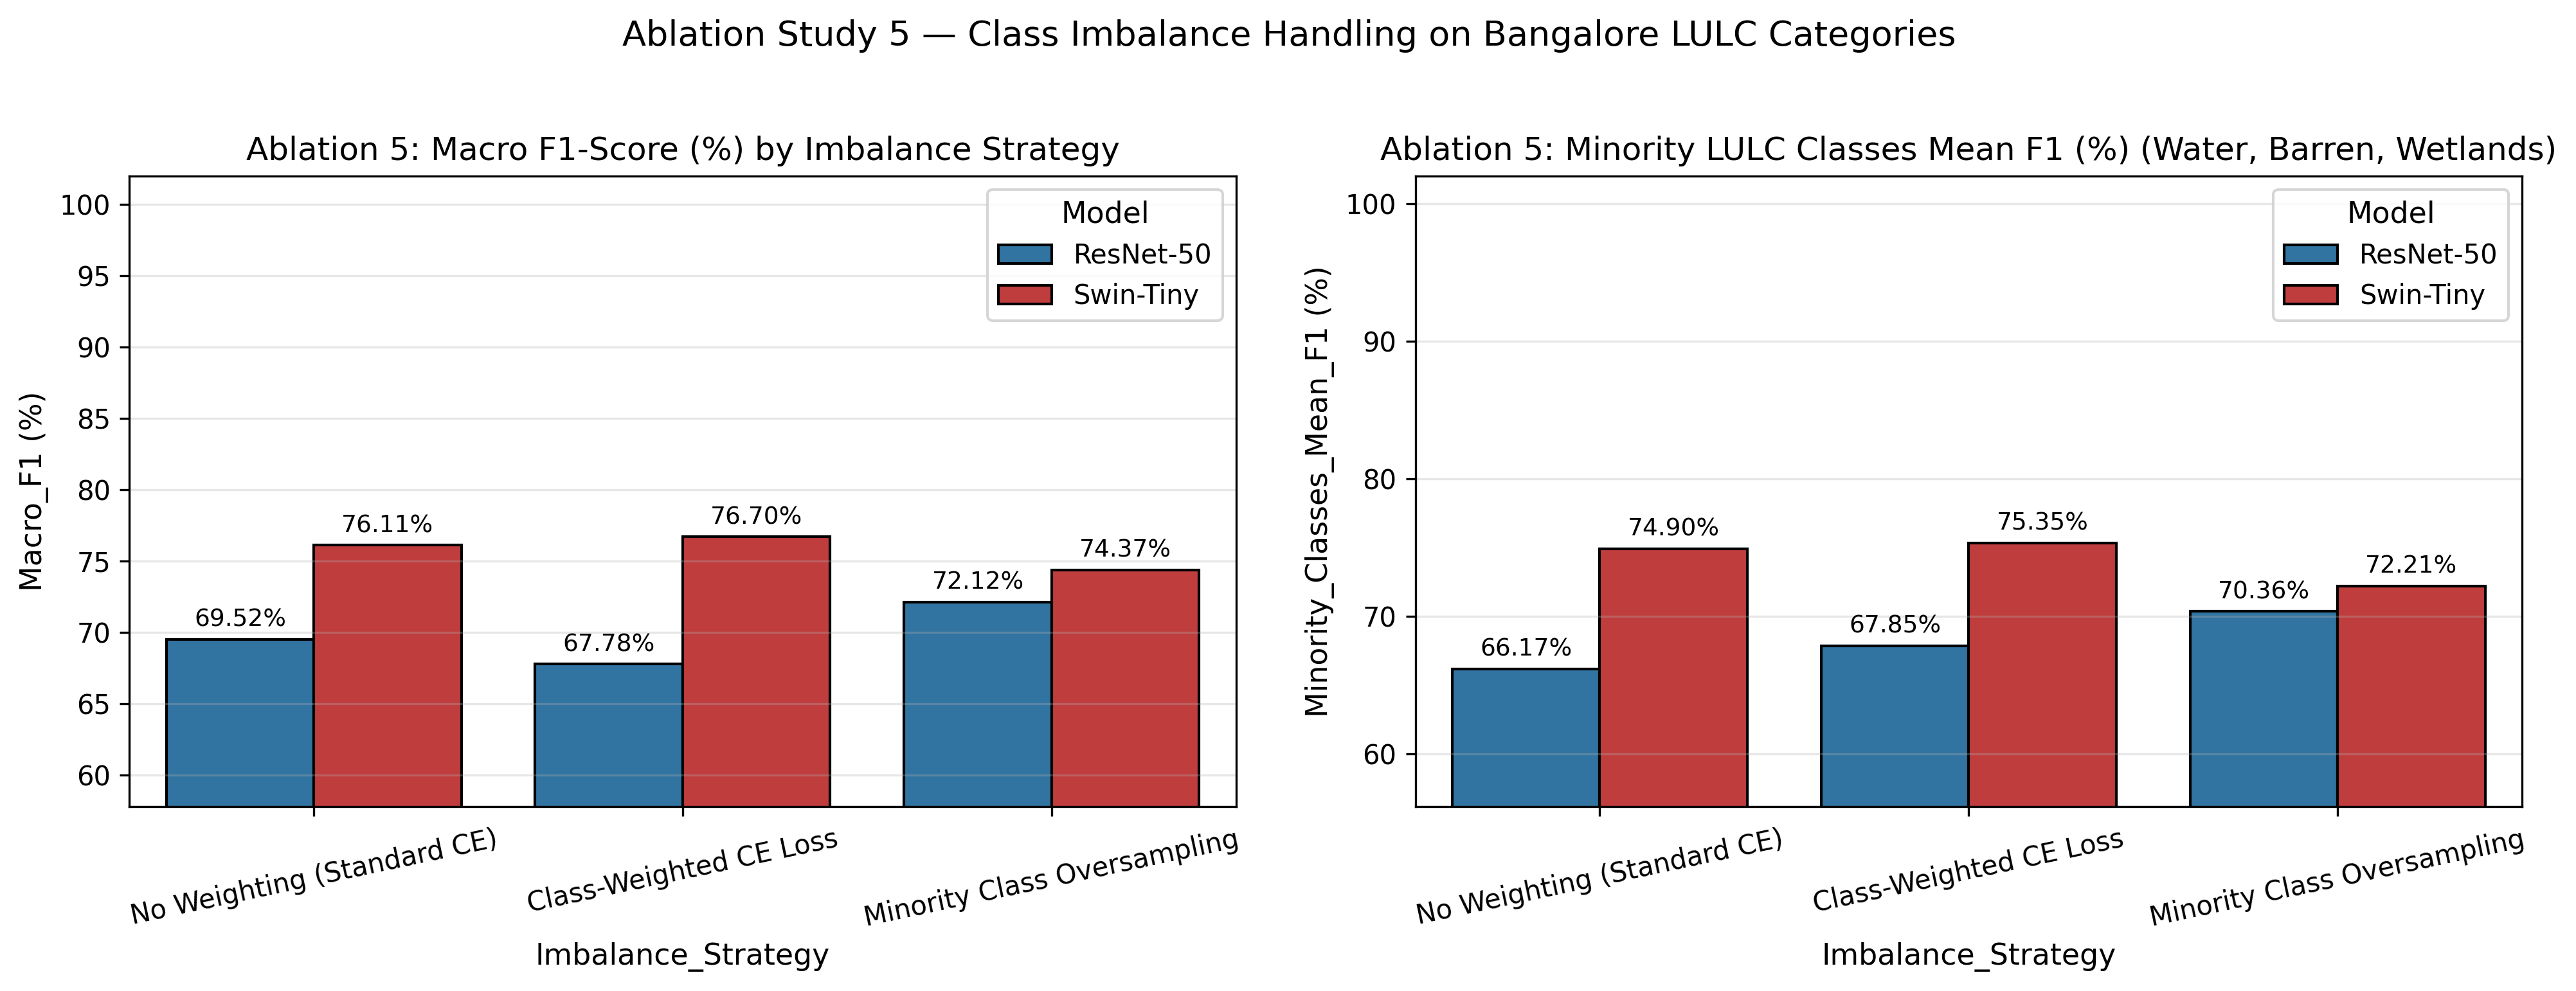 Ablation Study 5 — Class Imbalance Handling on Bangalore LULC Categories
Ablation 5: Macro F1-Score (%) by Imbalance Strategy
Macro_F1 (%)
100
95
90
85
80
75
70
65
60
Model
ResNet-50
Swin-Tiny
69.52%
76.11%
67.78%
76.70%
72.12%
74.37%
No Weighting (Standard CE)
Class-Weighted CE Loss
Minority Class Oversampling
Imbalance_Strategy
Ablation 5: Minority LULC Classes Mean F1 (%) (Water, Barren, Wetlands)
Minority_Classes_Mean_F1 (%)
100
90
80
70
60
Model
ResNet-50
Swin-Tiny
66.17%
74.90%
67.85%
75.35%
70.36%
72.21%
No Weighting (Standard CE)
Class-Weighted CE Loss
Minority Class Oversampling
Imbalance_Strategy